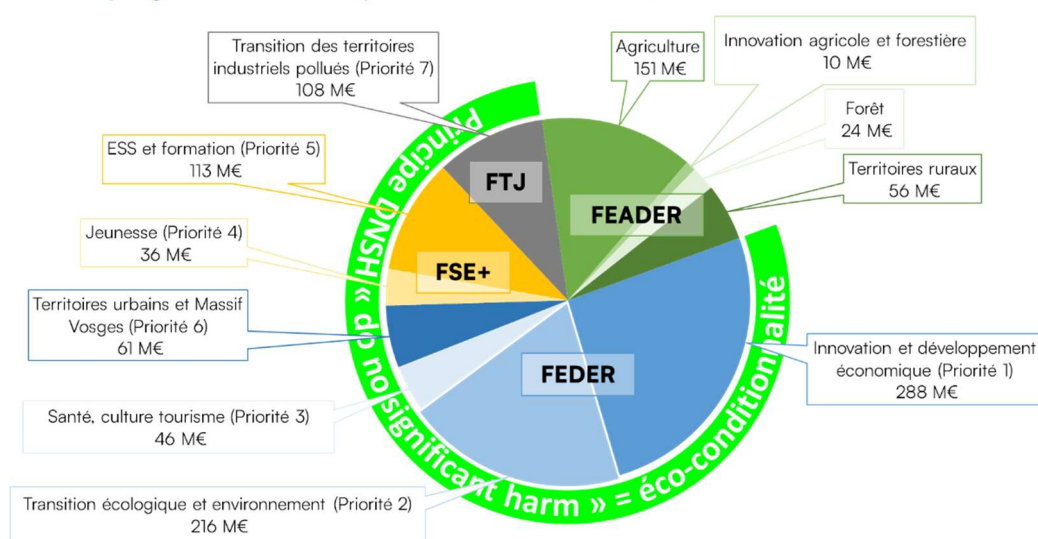 Transition des territoires
industriels pollués (Priorité 7)
108 M€
Agriculture
151 M€
Innovation agricole et forestière
10 M€
Forêt
24 M€
Territoires ruraux
56 M€
ESS et formation (Priorité 5)
113 M€
Jeunesse (Priorité 4)
36 M€
Territoires urbains et Massif
Vosges (Priorité 6)
61 M€
Santé, culture tourisme (Priorité 3)
46 M€
Transition écologique et environnement (Priorité 2)
216 M€
Innovation et développement
économique (Priorité 1)
288 M€
FTJ
FEADER
FSE+
FEDER
Principe DNSH « do no significant harm » = éco-conditionnalité